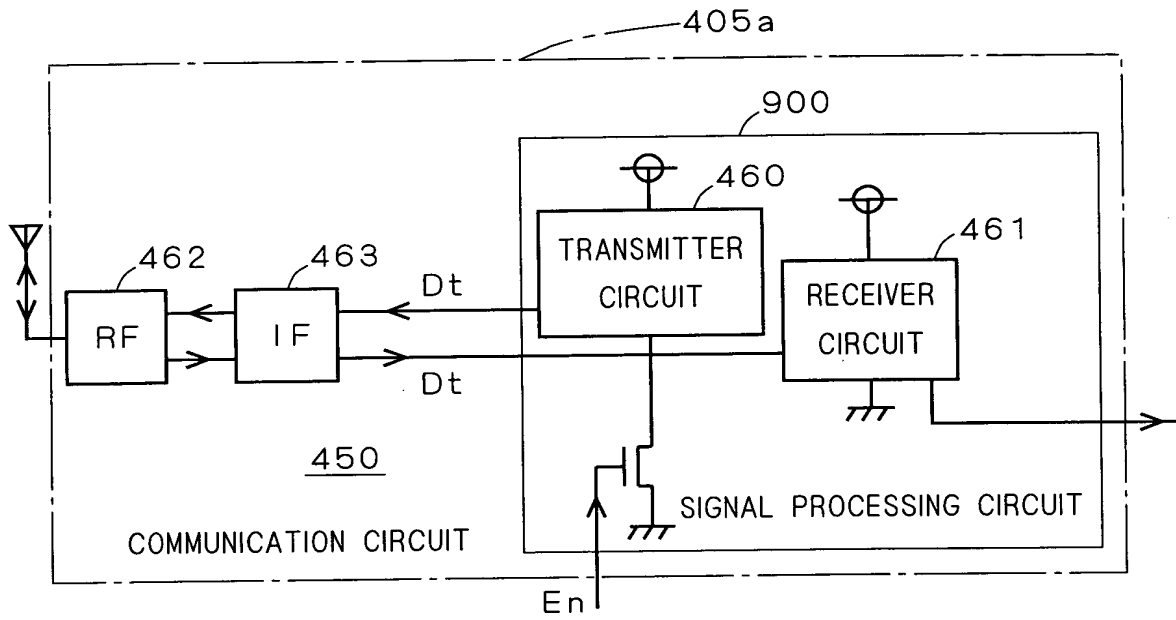 405a
900
460
TRANSMITTER
CIRCUIT
461
RECEIVER
CIRCUIT
462
463
RF
IF
Dt
Dt
450
SIGNAL PROCESSING CIRCUIT
COMMUNICATION CIRCUIT
En